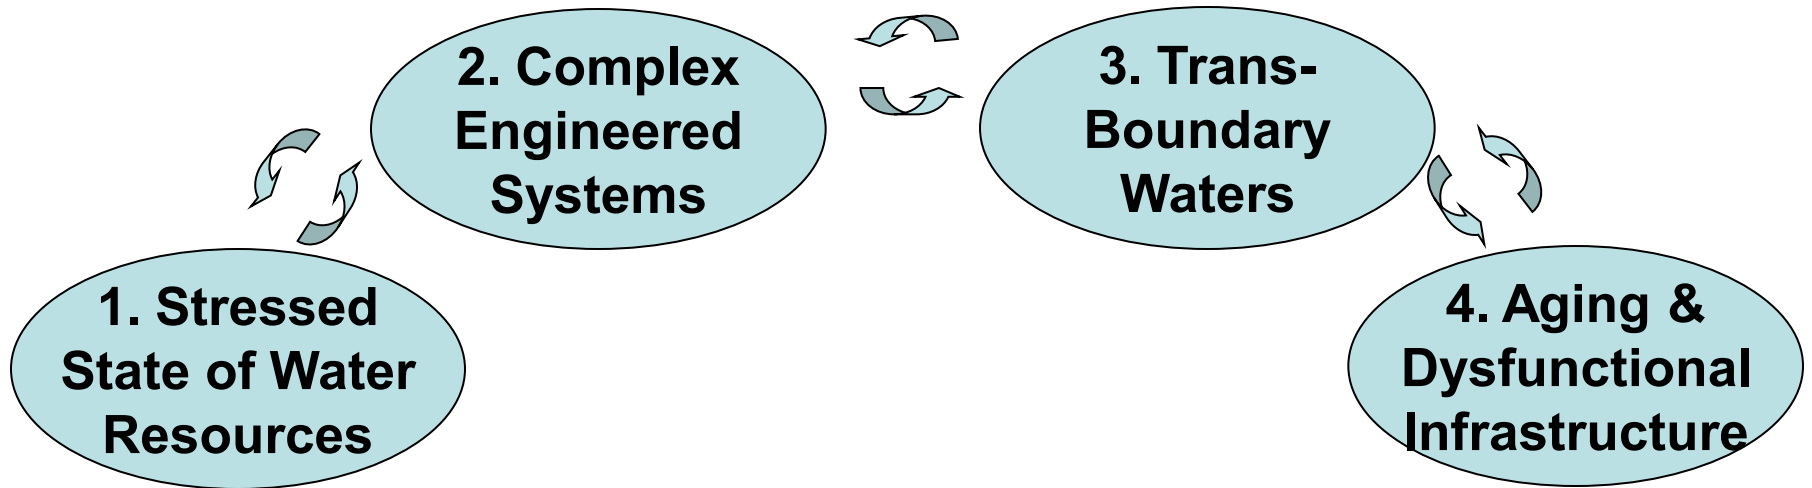 1. Stressed
State of Water
Resources
2. Complex
Engineered
Systems
3. Trans-
Boundary
Waters
4. Aging &
Dysfunctional
Infrastructure